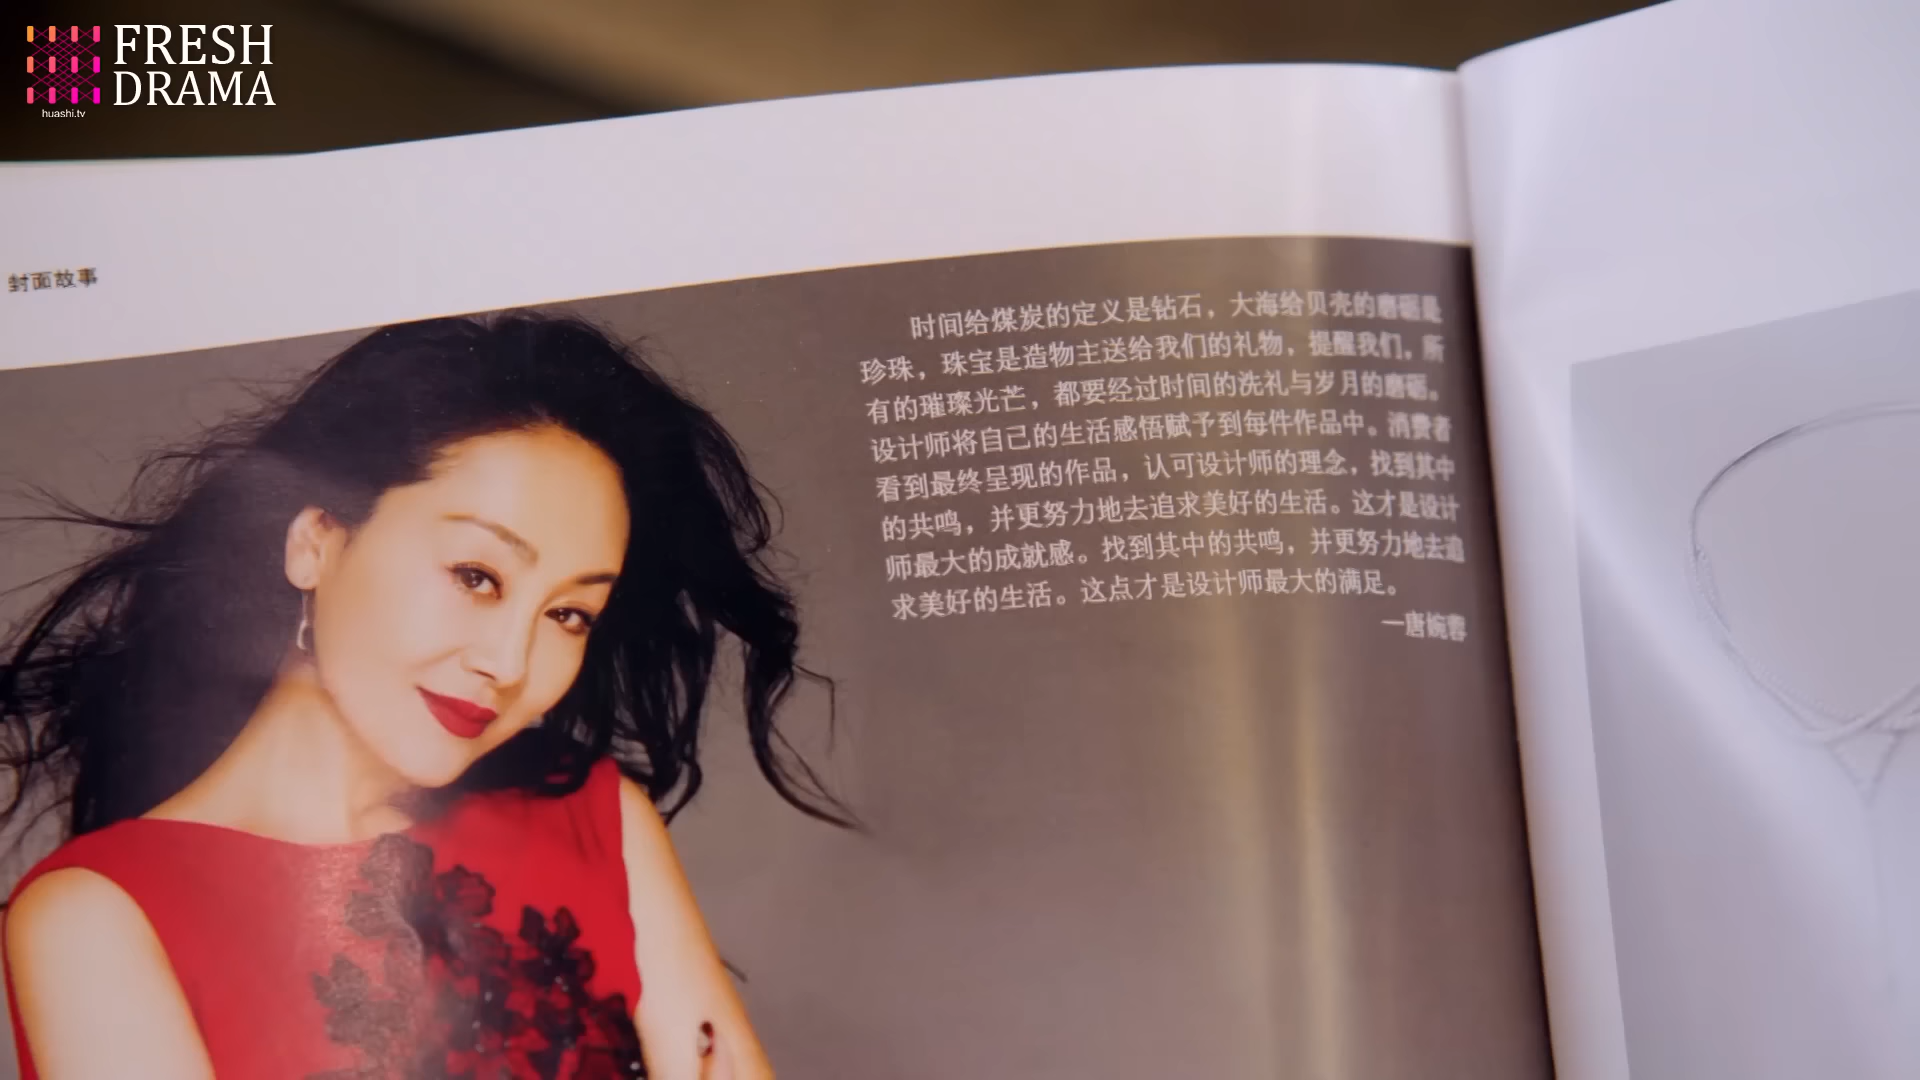 FRESH
DRAMA
huashi.tv
封面故事
时间给煤炭的定义是钻石，大海给贝壳的磨砺是
珍珠，珠宝是造物主送给我们的礼物，提醒我们，所
有的璀璨光芒，都要经过时间的洗礼与岁月的磨砺。
设计师将自己的生活感悟赋予到每件作品中。消费者
看到最终呈现的作品，认可设计师的理念，找到其中
的共鸣，并更努力地去追求美好的生活。这才是设计
师最大的成就感。找到其中的共鸣，并更努力地去追
求美好的生活。这点才是设计师最大的满足。
—唐婉蓉